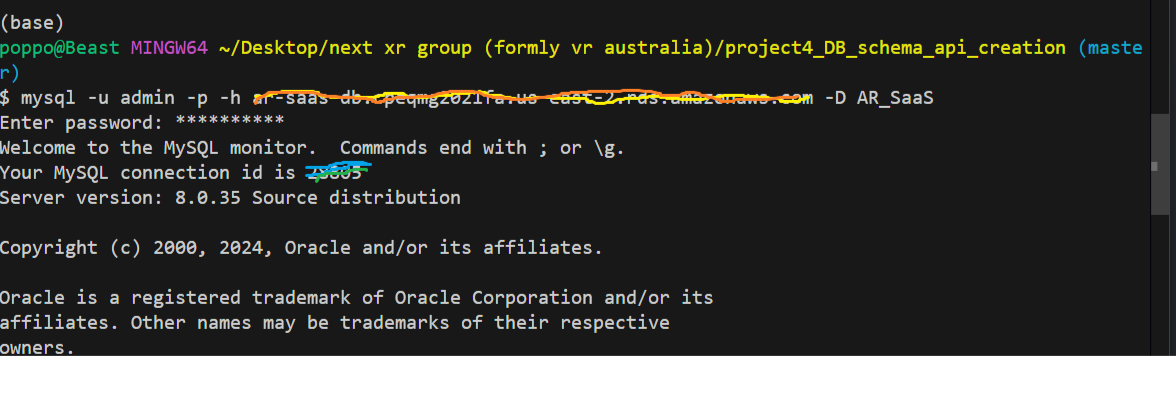 (base)
poppo@Beast MINGW64 ~/Desktop/next xr group (formly vr australia)/project4_DB_schema_api_creation (maste
r)
$ mysql -u admin -p -h -D AR_SaaS
Enter password: **********
Welcome to the MySQL monitor.  Commands end with ; or \g.
Your MySQL connection id is
Server version: 8.0.35 Source distribution
Copyright (c) 2000, 2024, Oracle and/or its affiliates.
Oracle is a registered trademark of Oracle Corporation and/or its
affiliates. Other names may be trademarks of their respective
owners.